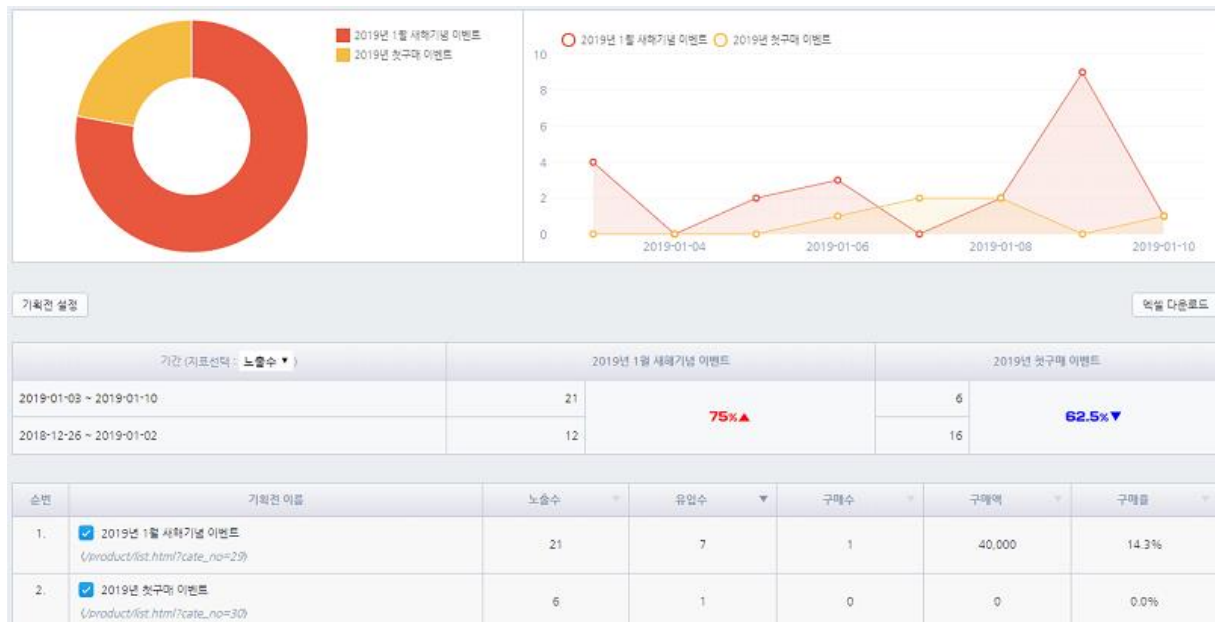 2019년 1월 새해기념 이벤트
2019년 첫구매 이벤트
2019년 1월 새해기념 이벤트 2019년 첫구매 이벤트
10
8
6
4
2
0
2019-01-04 2019-01-06 2019-01-08 2019-01-10
기획전 설정 엑셀 다운로드
기간 (지표선택 : 노출수 ▼ ) 2019년 1월 새해기념 이벤트 2019년 첫구매 이벤트
2019-01-03 ~ 2019-01-10 21 75%▲ 6 62.5%▼
2018-12-26 ~ 2019-01-02 12 16
순번 기획전 이름 노출수 ▼ 유입수 ▼ 구매수 ▼ 구매액 ▼ 구매율 ▼
1. 2019년 1월 새해기념 이벤트 21 7 1 40,000 14.3%
(/product/list.html?cate_no=29)
2. 2019년 첫구매 이벤트 6 1 0 0 0.0%
(/product/list.html?cate_no=30)